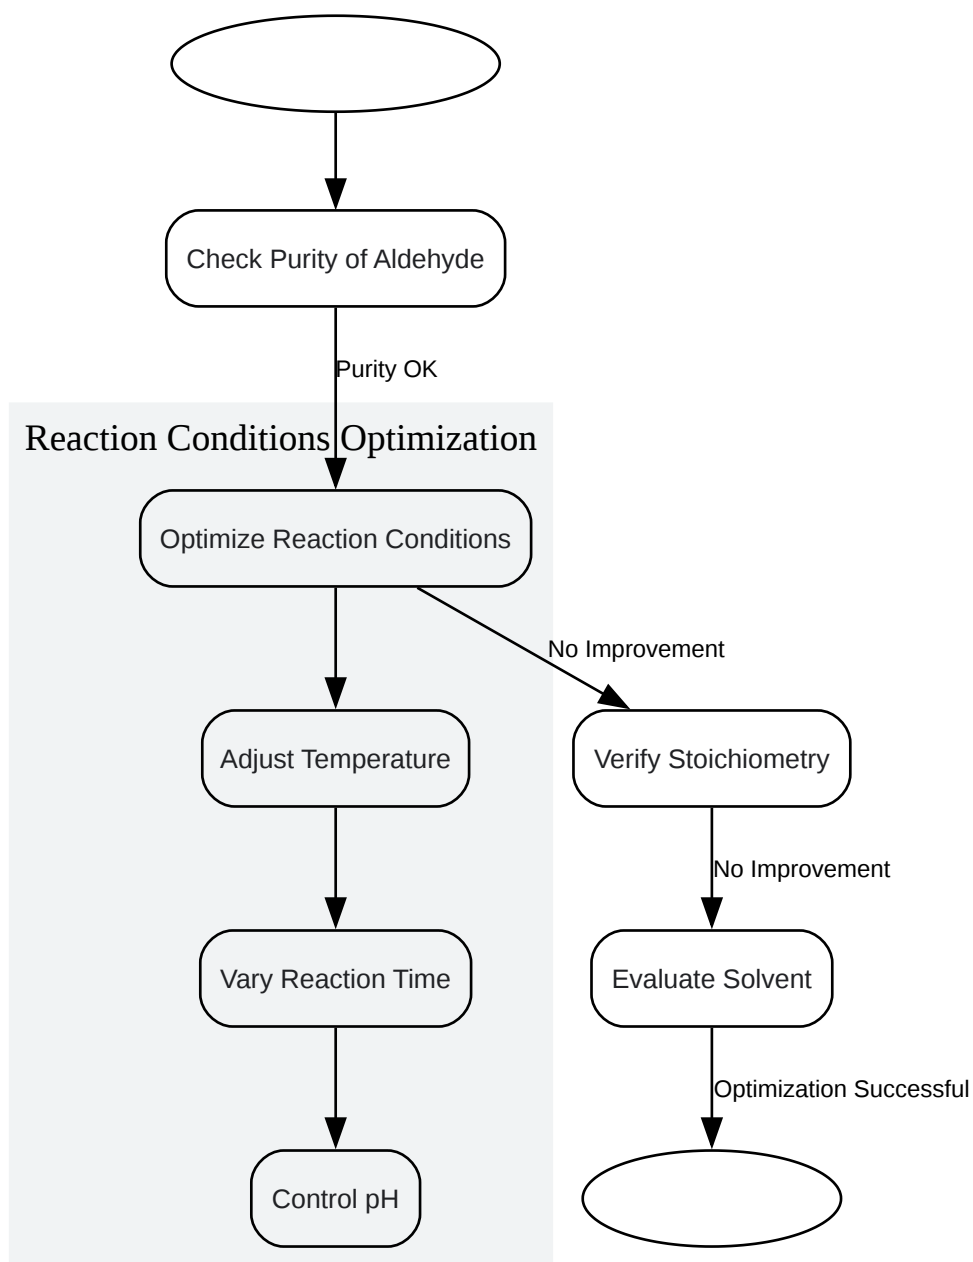 Check Purity of Aldehyde
Purity OK
Reaction Conditions Optimization
Optimize Reaction Conditions
No Improvement
Adjust Temperature
Verify Stoichiometry
No Improvement
Vary Reaction Time
Evaluate Solvent
Optimization Successful
Control pH